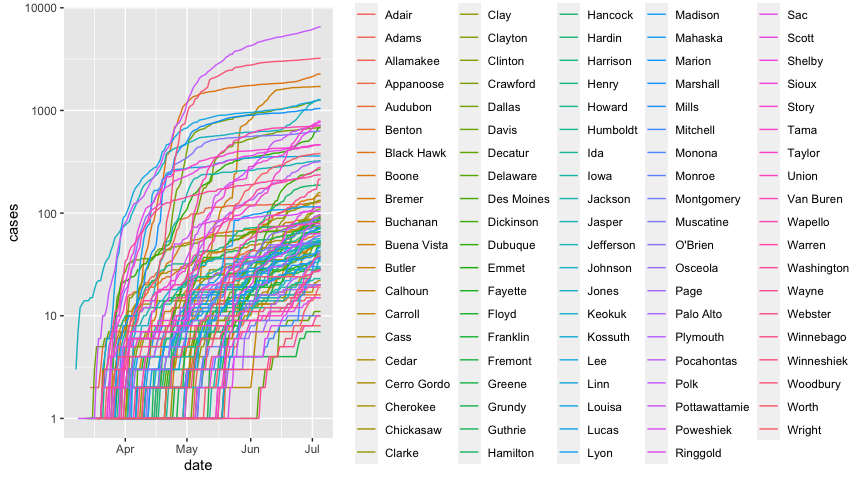 10000
1000
100
10
1
cases
Apr May Jun Jul
date
Adair
Adams
Allamakee
Appanoose
Audubon
Benton
Black Hawk
Boone
Bremer
Buchanan
Buena Vista
Butler
Calhoun
Carroll
Cass
Cedar
Cerro Gordo
Cherokee
Chickasaw
Clarke
Clay
Clayton
Clinton
Crawford
Dallas
Davis
Decatur
Delaware
Des Moines
Dickinson
Dubuque
Emmet
Fayette
Floyd
Franklin
Fremont
Greene
Grundy
Guthrie
Hamilton
Hancock
Hardin
Harrison
Henry
Howard
Humboldt
Ida
Iowa
Jackson
Jasper
Jefferson
Johnson
Jones
Keokuk
Kossuth
Lee
Linn
Louisa
Lucas
Lyon
Madison
Mahaska
Marion
Marshall
Mills
Mitchell
Monona
Monroe
Montgomery
Muscatine
O'Brien
Osceola
Page
Palo Alto
Plymouth
Pocahontas
Polk
Pottawattamie
Poweshiek
Ringgold
Sac
Scott
Shelby
Sioux
Story
Tama
Taylor
Union
Van Buren
Wapello
Warren
Washington
Wayne
Webster
Winnebago
Winneshiek
Woodbury
Worth
Wright